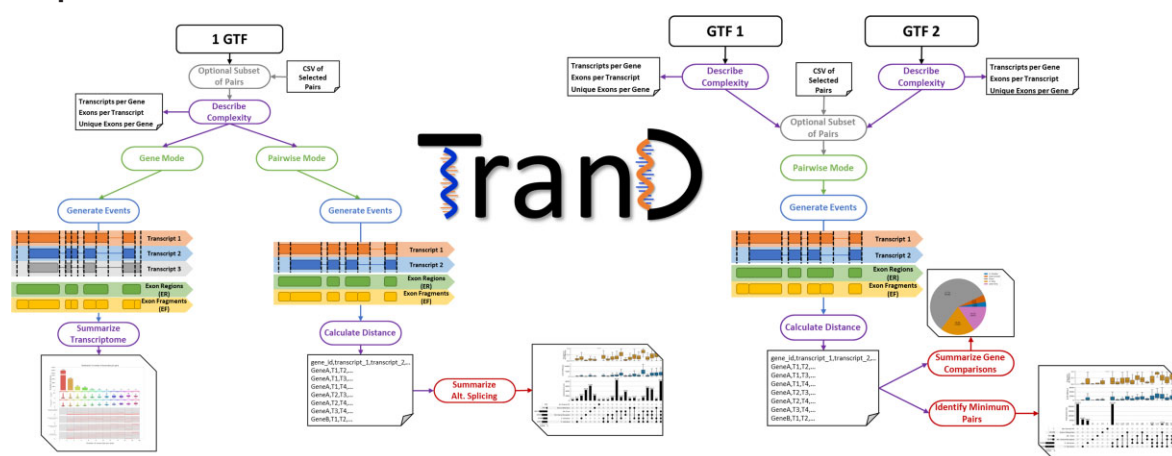 1 GTF
Optional Subset
of Pairs
CSV of
Selected
Pairs
Describe
Complexity
Transcripts per Gene
Exons per Transcript
Unique Exons per Gene
Gene Mode
Pairwise Mode
Generate Events
Transcript 1
Transcript 2
Transcript 3
Exon Regions
(ER)
Exon Fragments
(EF)
Summarize
Transcriptome
Generate Events
Transcript 1
Transcript 2
Exon Regions
(ER)
Exon Fragments
(EF)
Calculate Distance
gene_id,transcript_1,transcript_2,...
GeneA,T1,T2,...
GeneA,T1,T3,...
GeneA,T1,T4,...
GeneA,T2,T3,...
GeneA,T2,T4,...
GeneA,T3,T4,...
GeneB,T1,T2,...
Summarize
Alt. Splicing
TranD
GTF 1
GTF 2
Transcripts per Gene
Exons per Transcript
Unique Exons per Gene
Describe
Complexity
CSV of
Selected
Pairs
Describe
Complexity
Transcripts per Gene
Exons per Transcript
Unique Exons per Gene
Optional Subset
of Pairs
Pairwise Mode
Generate Events
Transcript 1
Transcript 2
Exon Regions
(ER)
Exon Fragments
(EF)
Calculate Distance
gene_id,transcript_1,transcript_2,...
GeneA,T1,T2,...
GeneA,T1,T3,...
GeneA,T1,T4,...
GeneA,T2,T3,...
GeneA,T2,T4,...
GeneA,T3,T4,...
GeneB,T1,T2,...
Summarize Gene
Comparisons
Identify Minimum
Pairs